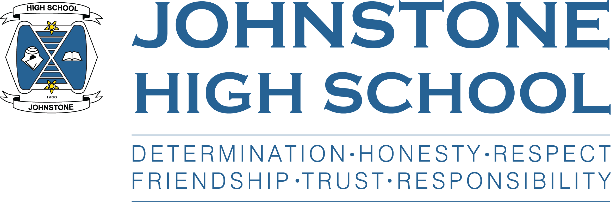 HIGH SCHOOL
JOHNSTONE
JOHNSTONE
HIGH SCHOOL
DETERMINATION·HONESTY·RESPECT
FRIENDSHIP·TRUST·RESPONSIBILITY